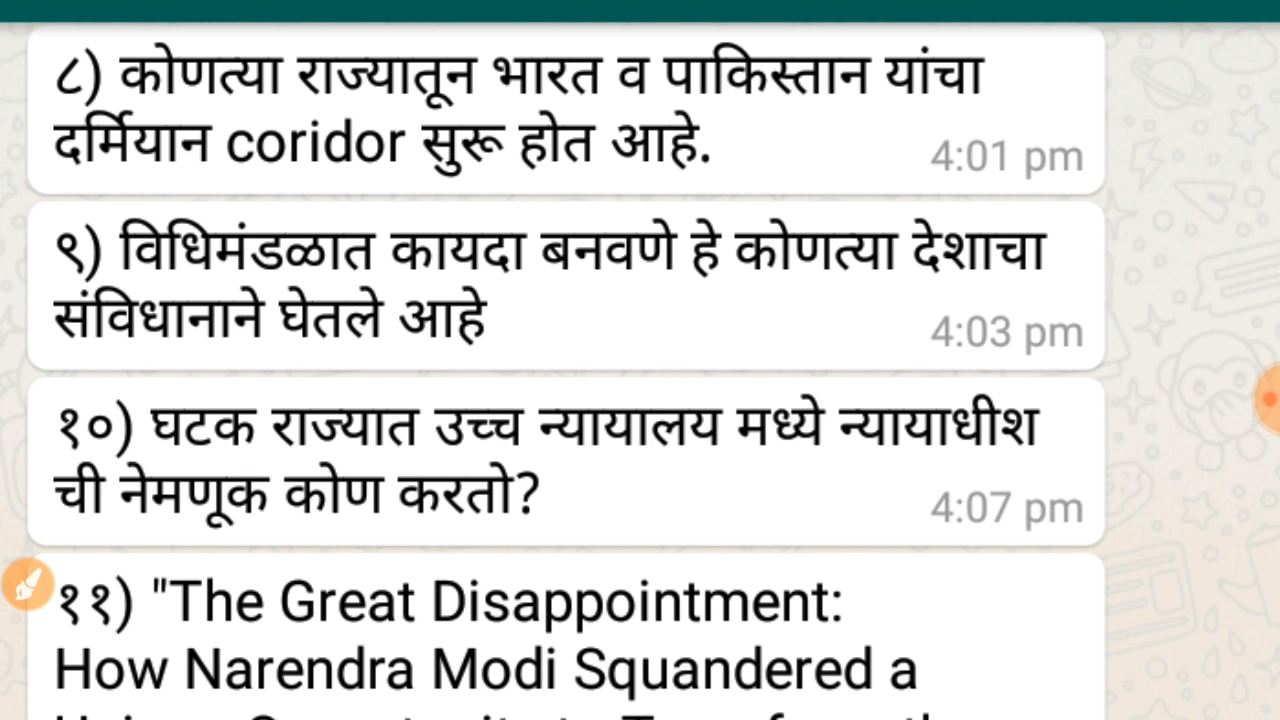 ८) कोणत्या राज्यातून भारत व पाकिस्तान यांचा
दर्मियान coridor सुरू होत आहे.
4:01 pm
९) विधिमंडळात कायदा बनवणे हे कोणत्या देशाचा
संविधानाने घेतले आहे
4:03 pm
१०) घटक राज्यात उच्च न्यायालय मध्ये न्यायाधीश
ची नेमणूक कोण करतो?
4:07 pm
११) "The Great Disappointment:
How Narendra Modi Squandered a